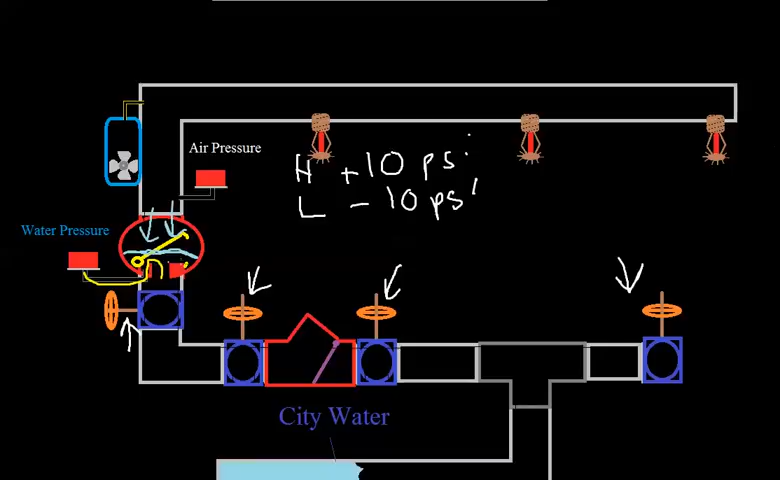 Air Pressure
H +10 psi
L -10 psi
Water Pressure
City Water